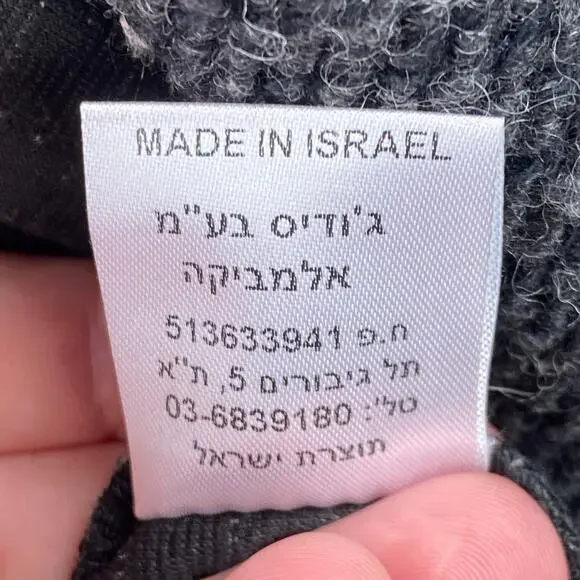 MADE IN ISRAEL
ג'ודיס בע"מ
אלמביקה
ח.פ 513633941
תל גיבורים 5, ת"א
טל': 03-6839180
תוצרת ישראל